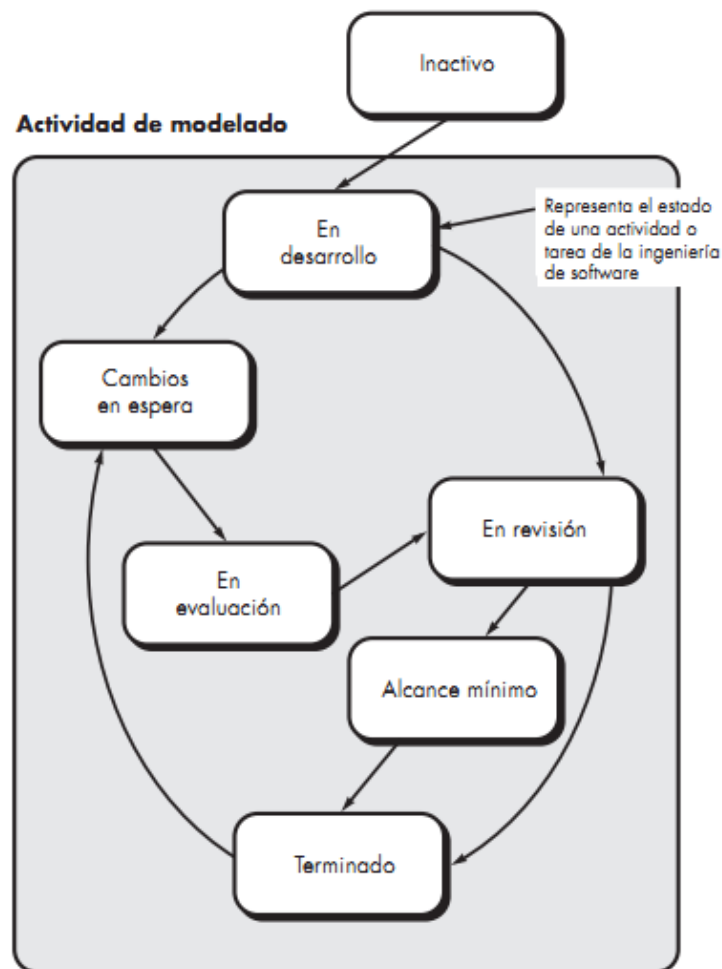 Inactivo
Actividad de modelado
En
desarrollo
Representa el estado
de una actividad o
tarea de la ingeniería
de software
Cambios
en espera
En revisión
En
evaluación
Alcance mínimo
Terminado